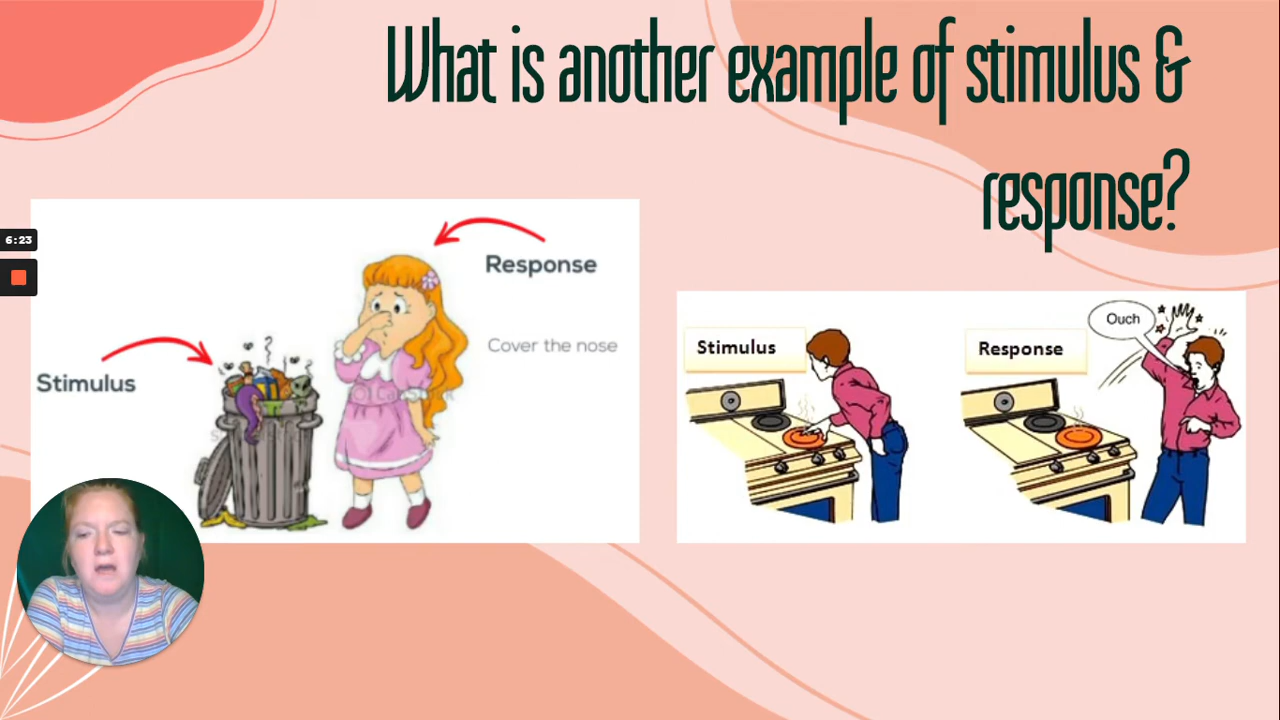 What is another example of stimulus &
response?
6:23
Response
Cover the nose
Stimulus
Stimulus
Response
Ouch